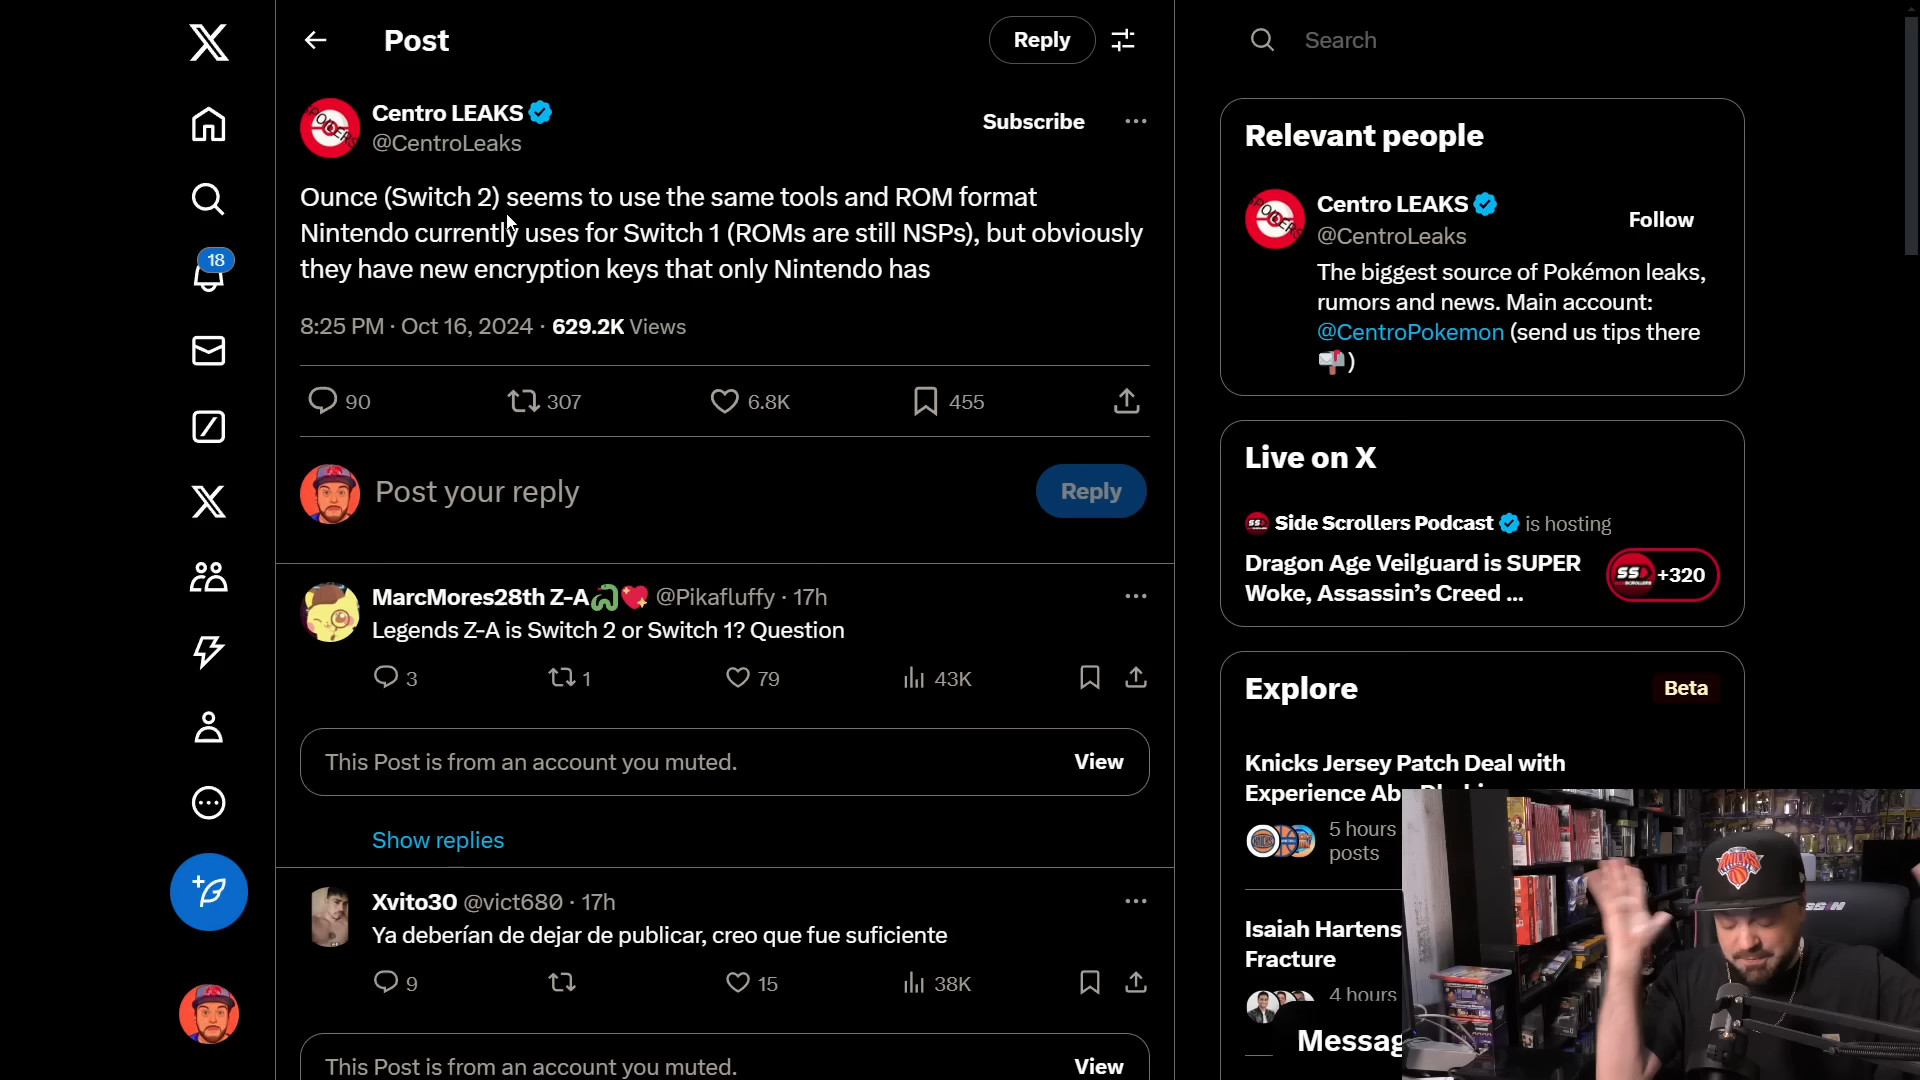 Post
Reply
Search
Centro LEAKS
@CentroLeaks
Subscribe
Ounce (Switch 2) seems to use the same tools and ROM format
Nintendo currently uses for Switch 1 (ROMs are still NSPs), but obviously
they have new encryption keys that only Nintendo has
8:25 PM · Oct 16, 2024 · 629.2K Views
90 307 6.8K 455
Post your reply
Reply
MarcMores28th Z-A @Pikafluffy · 17h
Legends Z-A is Switch 2 or Switch 1? Question
3 1 79 43K
This Post is from an account you muted.
View
Show replies
Xvito30 @vict680 · 17h
Ya deberían de dejar de publicar, creo que fue suficiente
9 15 38K
This Post is from an account you muted.
View
18
Relevant people
Centro LEAKS
@CentroLeaks
Follow
The biggest source of Pokémon leaks,
rumors and news. Main account:
@CentroPokemon (send us tips there
)
Live on X
Side Scrollers Podcast is hosting
Dragon Age Veilguard is SUPER
Woke, Assassin's Creed ...
SS
+320
Explore
Beta
Knicks Jersey Patch Deal with
Experience Ab
5 hours
posts
Isaiah Hartens
Fracture
4 hours
Messag
KNICKS